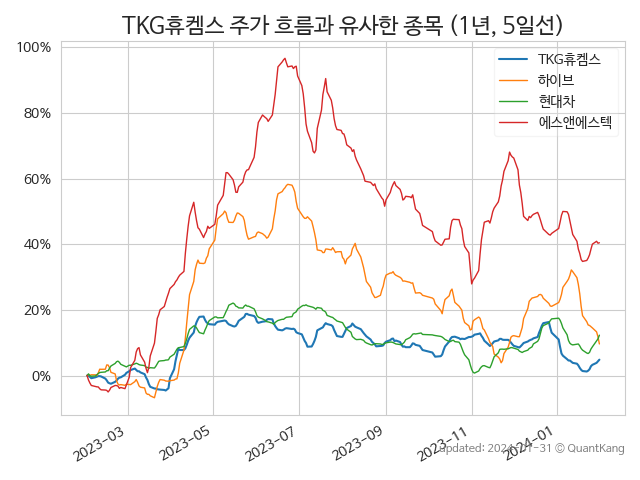 TKG휴켐스 주가 흐름과 유사한 종목 (1년, 5일선)
100%
80%
60%
40%
20%
0%
TKG휴켐스
하이브
현대차
에스앤에스텍
2023-03
2023-05
2023-07
2023-09
2023-11
2024-01
updated: 2024-01-31 © QuantKang